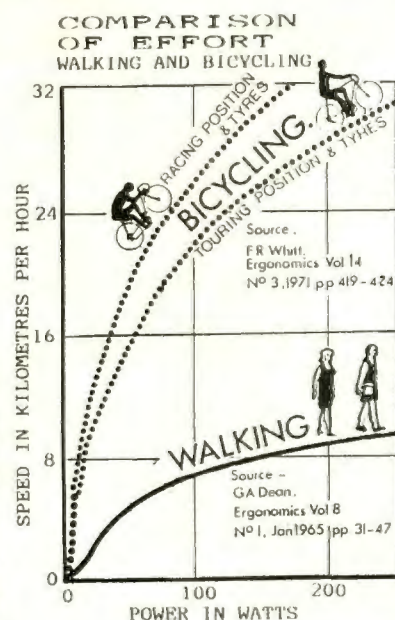 COMPARISON
OF EFFORT
WALKING AND BICYCLING
32
24
16
8
0
SPEED IN KILOMETRES PER HOUR
RACING POSITION
& TYRES
BICYCLING.
TOURING POSITION & TYRES
Source .
F R Whitt.
Ergonomics Vol 14
Nº 3, 1971 pp 419-424
WALKING
Source -
GA Dean.
Ergonomics Vol 8
Nº 1, Jan 1965 pp 31-47
0
100
200
POWER IN WATTS